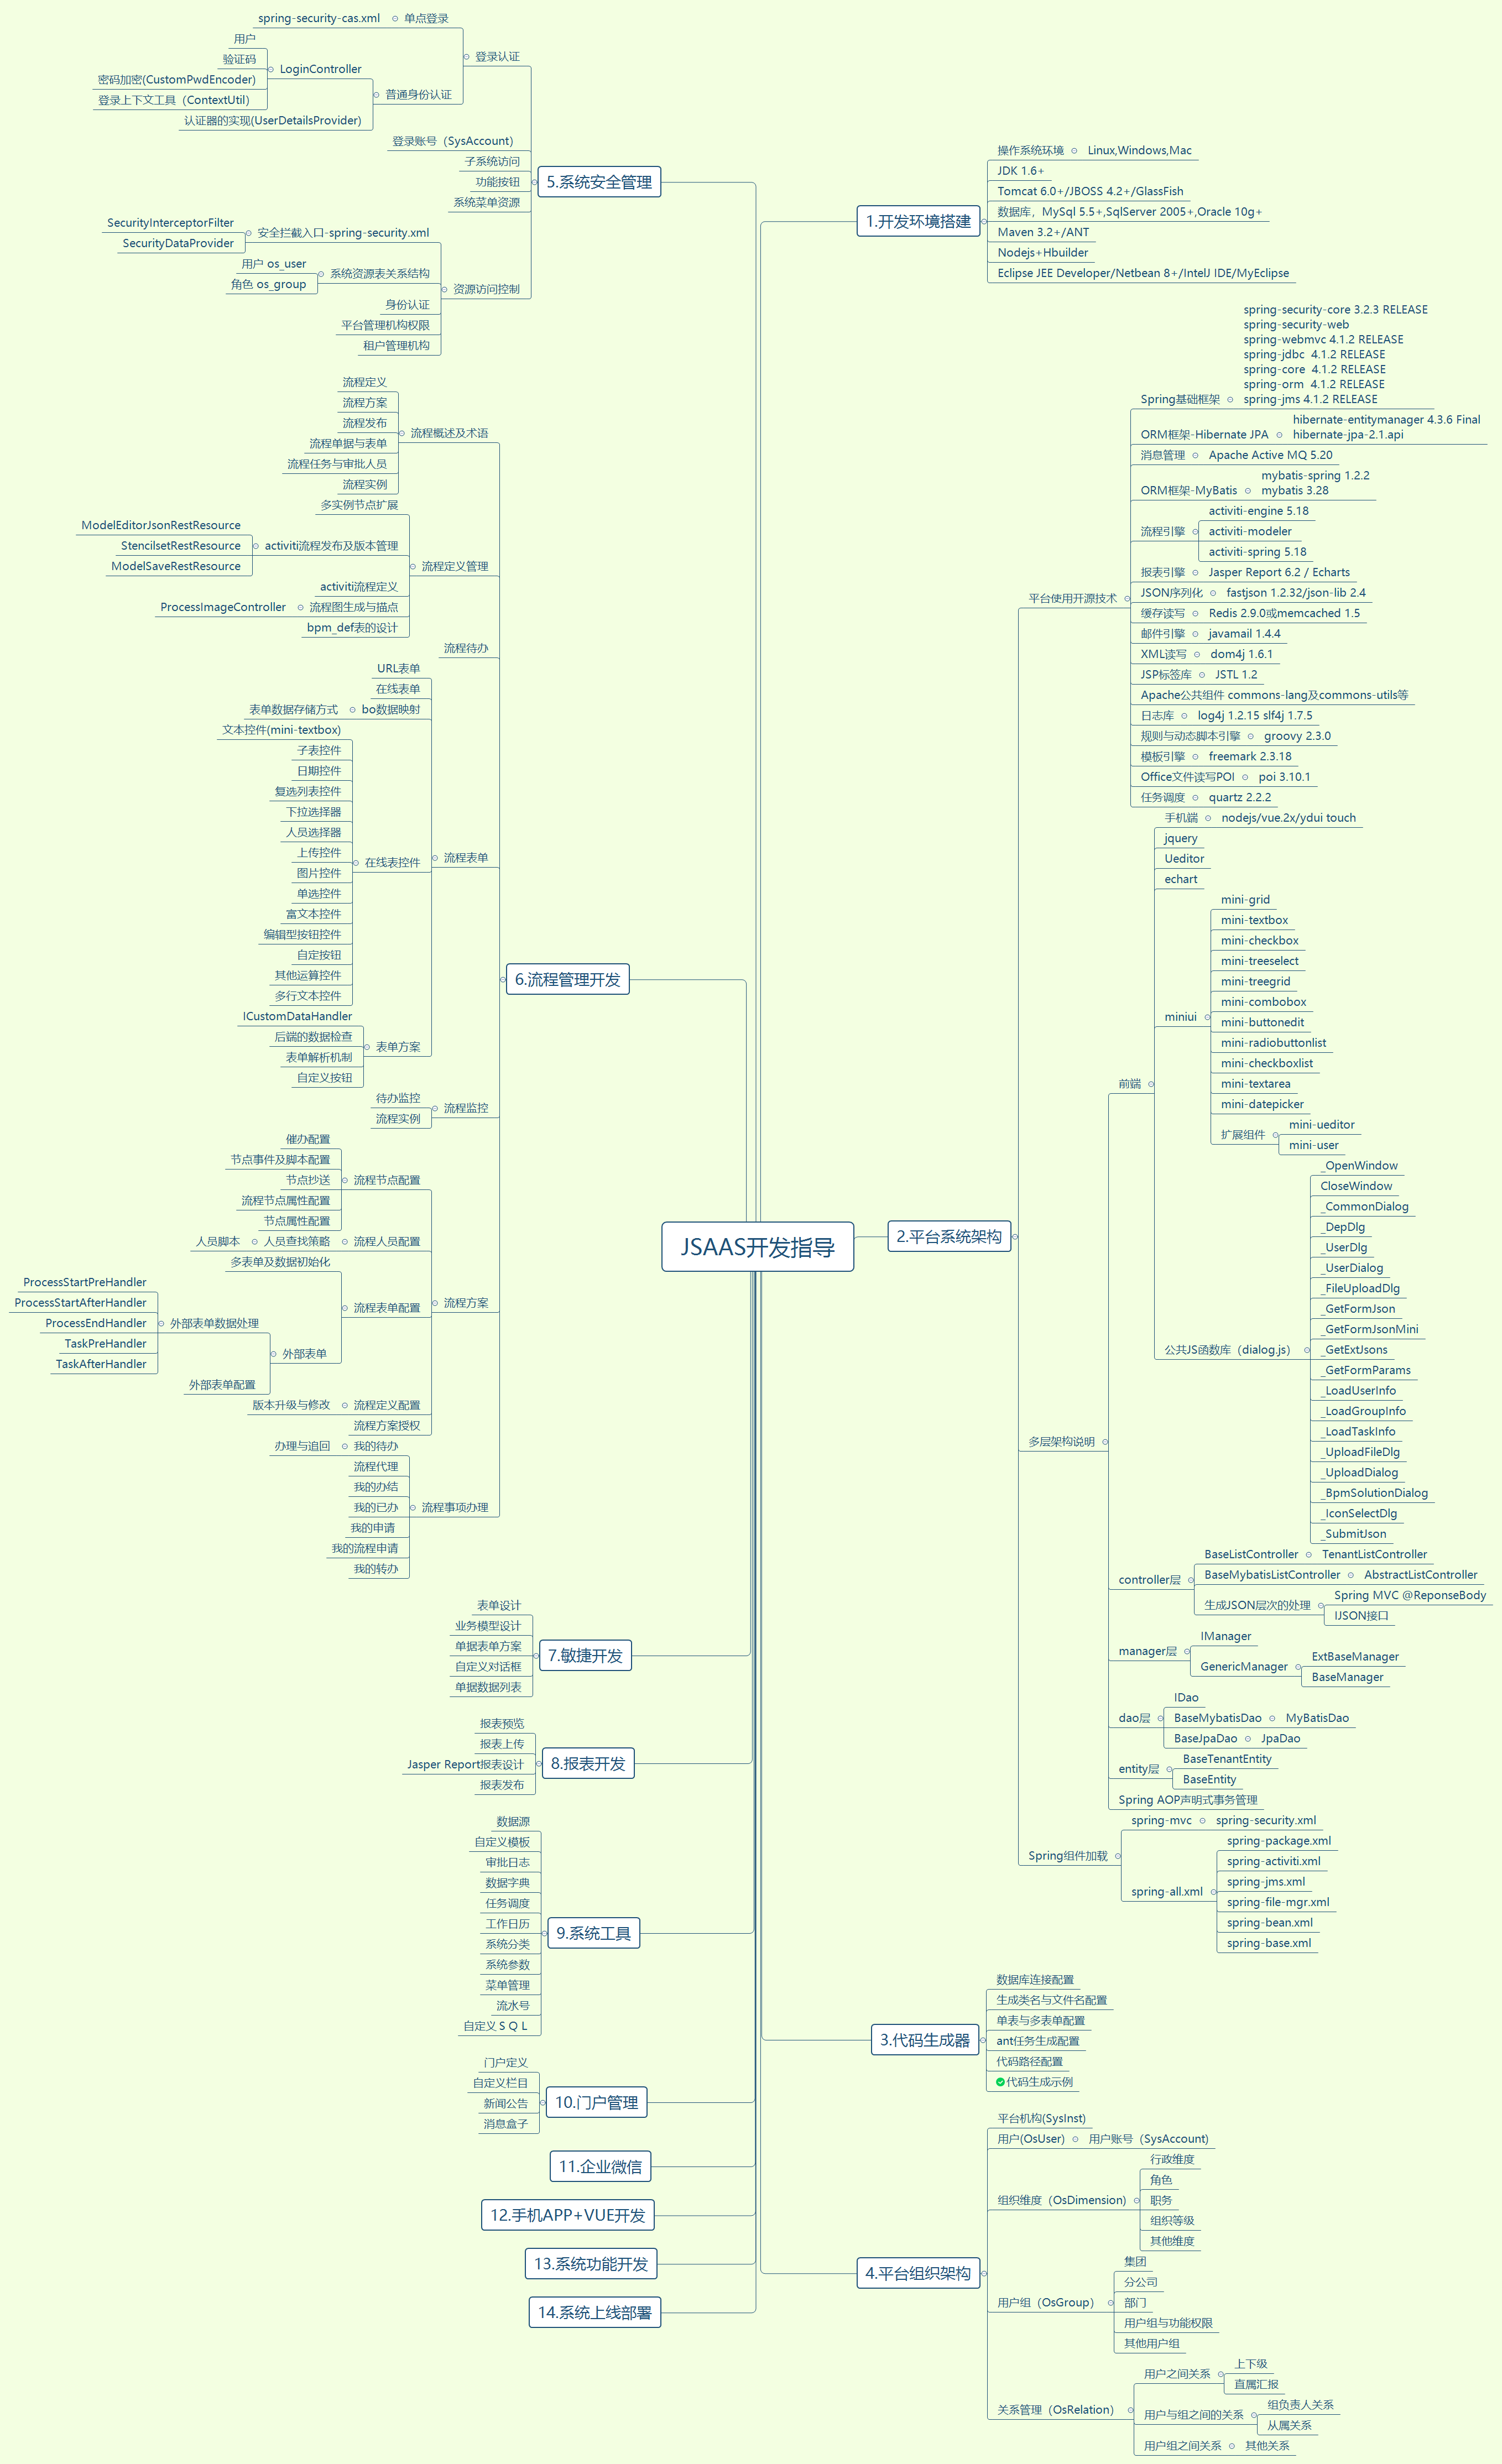 JSAAS开发指导
1.开发环境搭建
操作系统环境
Linux,Windows,Mac
JDK 1.6+
Tomcat 6.0+/JBOSS 4.2+/GlassFish
数据库，MySql 5.5+,SqlServer 2005+,Oracle 10g+
Maven 3.2+/ANT
Nodejs+Hbuilder
Eclipse JEE Developer/Netbean 8+/IntelJ IDE/MyEclipse
2.平台系统架构
平台使用开源技术
Spring基础框架
spring-security-core 3.2.3 RELEASE
spring-security-web
spring-webmvc 4.1.2 RELEASE
spring-jdbc  4.1.2 RELEASE
spring-core  4.1.2 RELEASE
spring-orm  4.1.2 RELEASE
spring-jms 4.1.2 RELEASE
ORM框架-Hibernate JPA
hibernate-entitymanager 4.3.6 Final
hibernate-jpa-2.1.api
消息管理
Apache Active MQ 5.20
ORM框架-MyBatis
mybatis-spring 1.2.2
mybatis 3.28
流程引擎
activiti-engine 5.18
activiti-modeler
activiti-spring 5.18
报表引擎
Jasper Report 6.2 / Echarts
JSON序列化
fastjson 1.2.32/json-lib 2.4
缓存读写
Redis 2.9.0或memcached 1.5
邮件引擎
javamail 1.4.4
XML读写
dom4j 1.6.1
JSP标签库
JSTL 1.2
Apache公共组件 commons-lang及commons-utils等
日志库
log4j 1.2.15 slf4j 1.7.5
规则与动态脚本引擎
groovy 2.3.0
模板引擎
freemark 2.3.18
Office文件读写POI
poi 3.10.1
任务调度
quartz 2.2.2
多层架构说明
前端
手机端
nodejs/vue.2x/ydui touch
jquery
Ueditor
echart
miniui
mini-grid
mini-textbox
mini-checkbox
mini-treeselect
mini-treegrid
mini-combobox
mini-buttonedit
mini-radiobuttonlist
mini-checkboxlist
mini-textarea
mini-datepicker
扩展组件
mini-ueditor
mini-user
公共JS函数库（dialog.js）
_OpenWindow
CloseWindow
_CommonDialog
_DepDlg
_UserDlg
_UserDialog
_FileUploadDlg
_GetFormJson
_GetFormJsonMini
_GetExtJsons
_GetFormParams
_LoadUserInfo
_LoadGroupInfo
_LoadTaskInfo
_UploadFileDlg
_UploadDialog
_BpmSolutionDialog
_IconSelectDlg
_SubmitJson
controller层
BaseListController
TenantListController
BaseMybatisListController
AbstractListController
生成JSON层次的处理
Spring MVC @ReponseBody
IJSON接口
manager层
IManager
GenericManager
ExtBaseManager
BaseManager
dao层
IDao
BaseMybatisDao
MyBatisDao
BaseJpaDao
JpaDao
entity层
BaseTenantEntity
BaseEntity
Spring AOP声明式事务管理
Spring组件加载
spring-mvc
spring-security.xml
spring-all.xml
spring-package.xml
spring-activiti.xml
spring-jms.xml
spring-file-mgr.xml
spring-bean.xml
spring-base.xml
3.代码生成器
数据库连接配置
生成类名与文件名配置
单表与多表单配置
ant任务生成配置
代码路径配置
代码生成示例
4.平台组织架构
平台机构(SysInst)
用户(OsUser)
用户账号（SysAccount)
组织维度（OsDimension)
行政维度
角色
职务
组织等级
其他维度
用户组（OsGroup）
集团
分公司
部门
用户组与功能权限
其他用户组
关系管理（OsRelation）
用户之间关系
上下级
直属汇报
用户与组之间的关系
组负责人关系
从属关系
用户组之间关系
其他关系
5.系统安全管理
登录认证
单点登录
spring-security-cas.xml
普通身份认证
LoginController
用户
验证码
密码加密(CustomPwdEncoder)
登录上下文工具（ContextUtil）
认证器的实现(UserDetailsProvider)
登录账号（SysAccount）
子系统访问
功能按钮
系统菜单资源
资源访问控制
安全拦截入口-spring-security.xml
SecurityInterceptorFilter
SecurityDataProvider
系统资源表关系结构
用户 os_user
角色 os_group
身份认证
平台管理机构权限
租户管理机构
6.流程管理开发
流程概述及术语
流程定义
流程方案
流程发布
流程单据与表单
流程任务与审批人员
流程实例
流程定义管理
多实例节点扩展
activiti流程发布及版本管理
ModelEditorJsonRestResource
StencilsetRestResource
ModelSaveRestResource
activiti流程定义
流程图生成与描点
ProcessImageController
bpm_def表的设计
流程待办
流程表单
URL表单
在线表单
bo数据映射
表单数据存储方式
在线表控件
文本控件(mini-textbox)
子表控件
日期控件
复选列表控件
下拉选择器
人员选择器
上传控件
图片控件
单选控件
富文本控件
编辑型按钮控件
自定按钮
其他运算控件
多行文本控件
表单方案
ICustomDataHandler
后端的数据检查
表单解析机制
自定义按钮
流程监控
待办监控
流程实例
流程方案
流程节点配置
催办配置
节点事件及脚本配置
节点抄送
流程节点属性配置
节点属性配置
流程人员配置
人员查找策略
人员脚本
流程表单配置
多表单及数据初始化
外部表单
外部表单数据处理
ProcessStartPreHandler
ProcessStartAfterHandler
ProcessEndHandler
TaskPreHandler
TaskAfterHandler
外部表单配置
流程定义配置
版本升级与修改
流程方案授权
流程事项办理
我的待办
办理与追回
流程代理
我的办结
我的已办
我的申请
我的流程申请
我的转办
7.敏捷开发
表单设计
业务模型设计
单据表单方案
自定义对话框
单据数据列表
8.报表开发
报表预览
报表上传
Jasper Report报表设计
报表发布
9.系统工具
数据源
自定义模板
审批日志
数据字典
任务调度
工作日历
系统分类
系统参数
菜单管理
流水号
自定义ＳＱＬ
10.门户管理
门户定义
自定义栏目
新闻公告
消息盒子
11.企业微信
12.手机APP+VUE开发
13.系统功能开发
14.系统上线部署